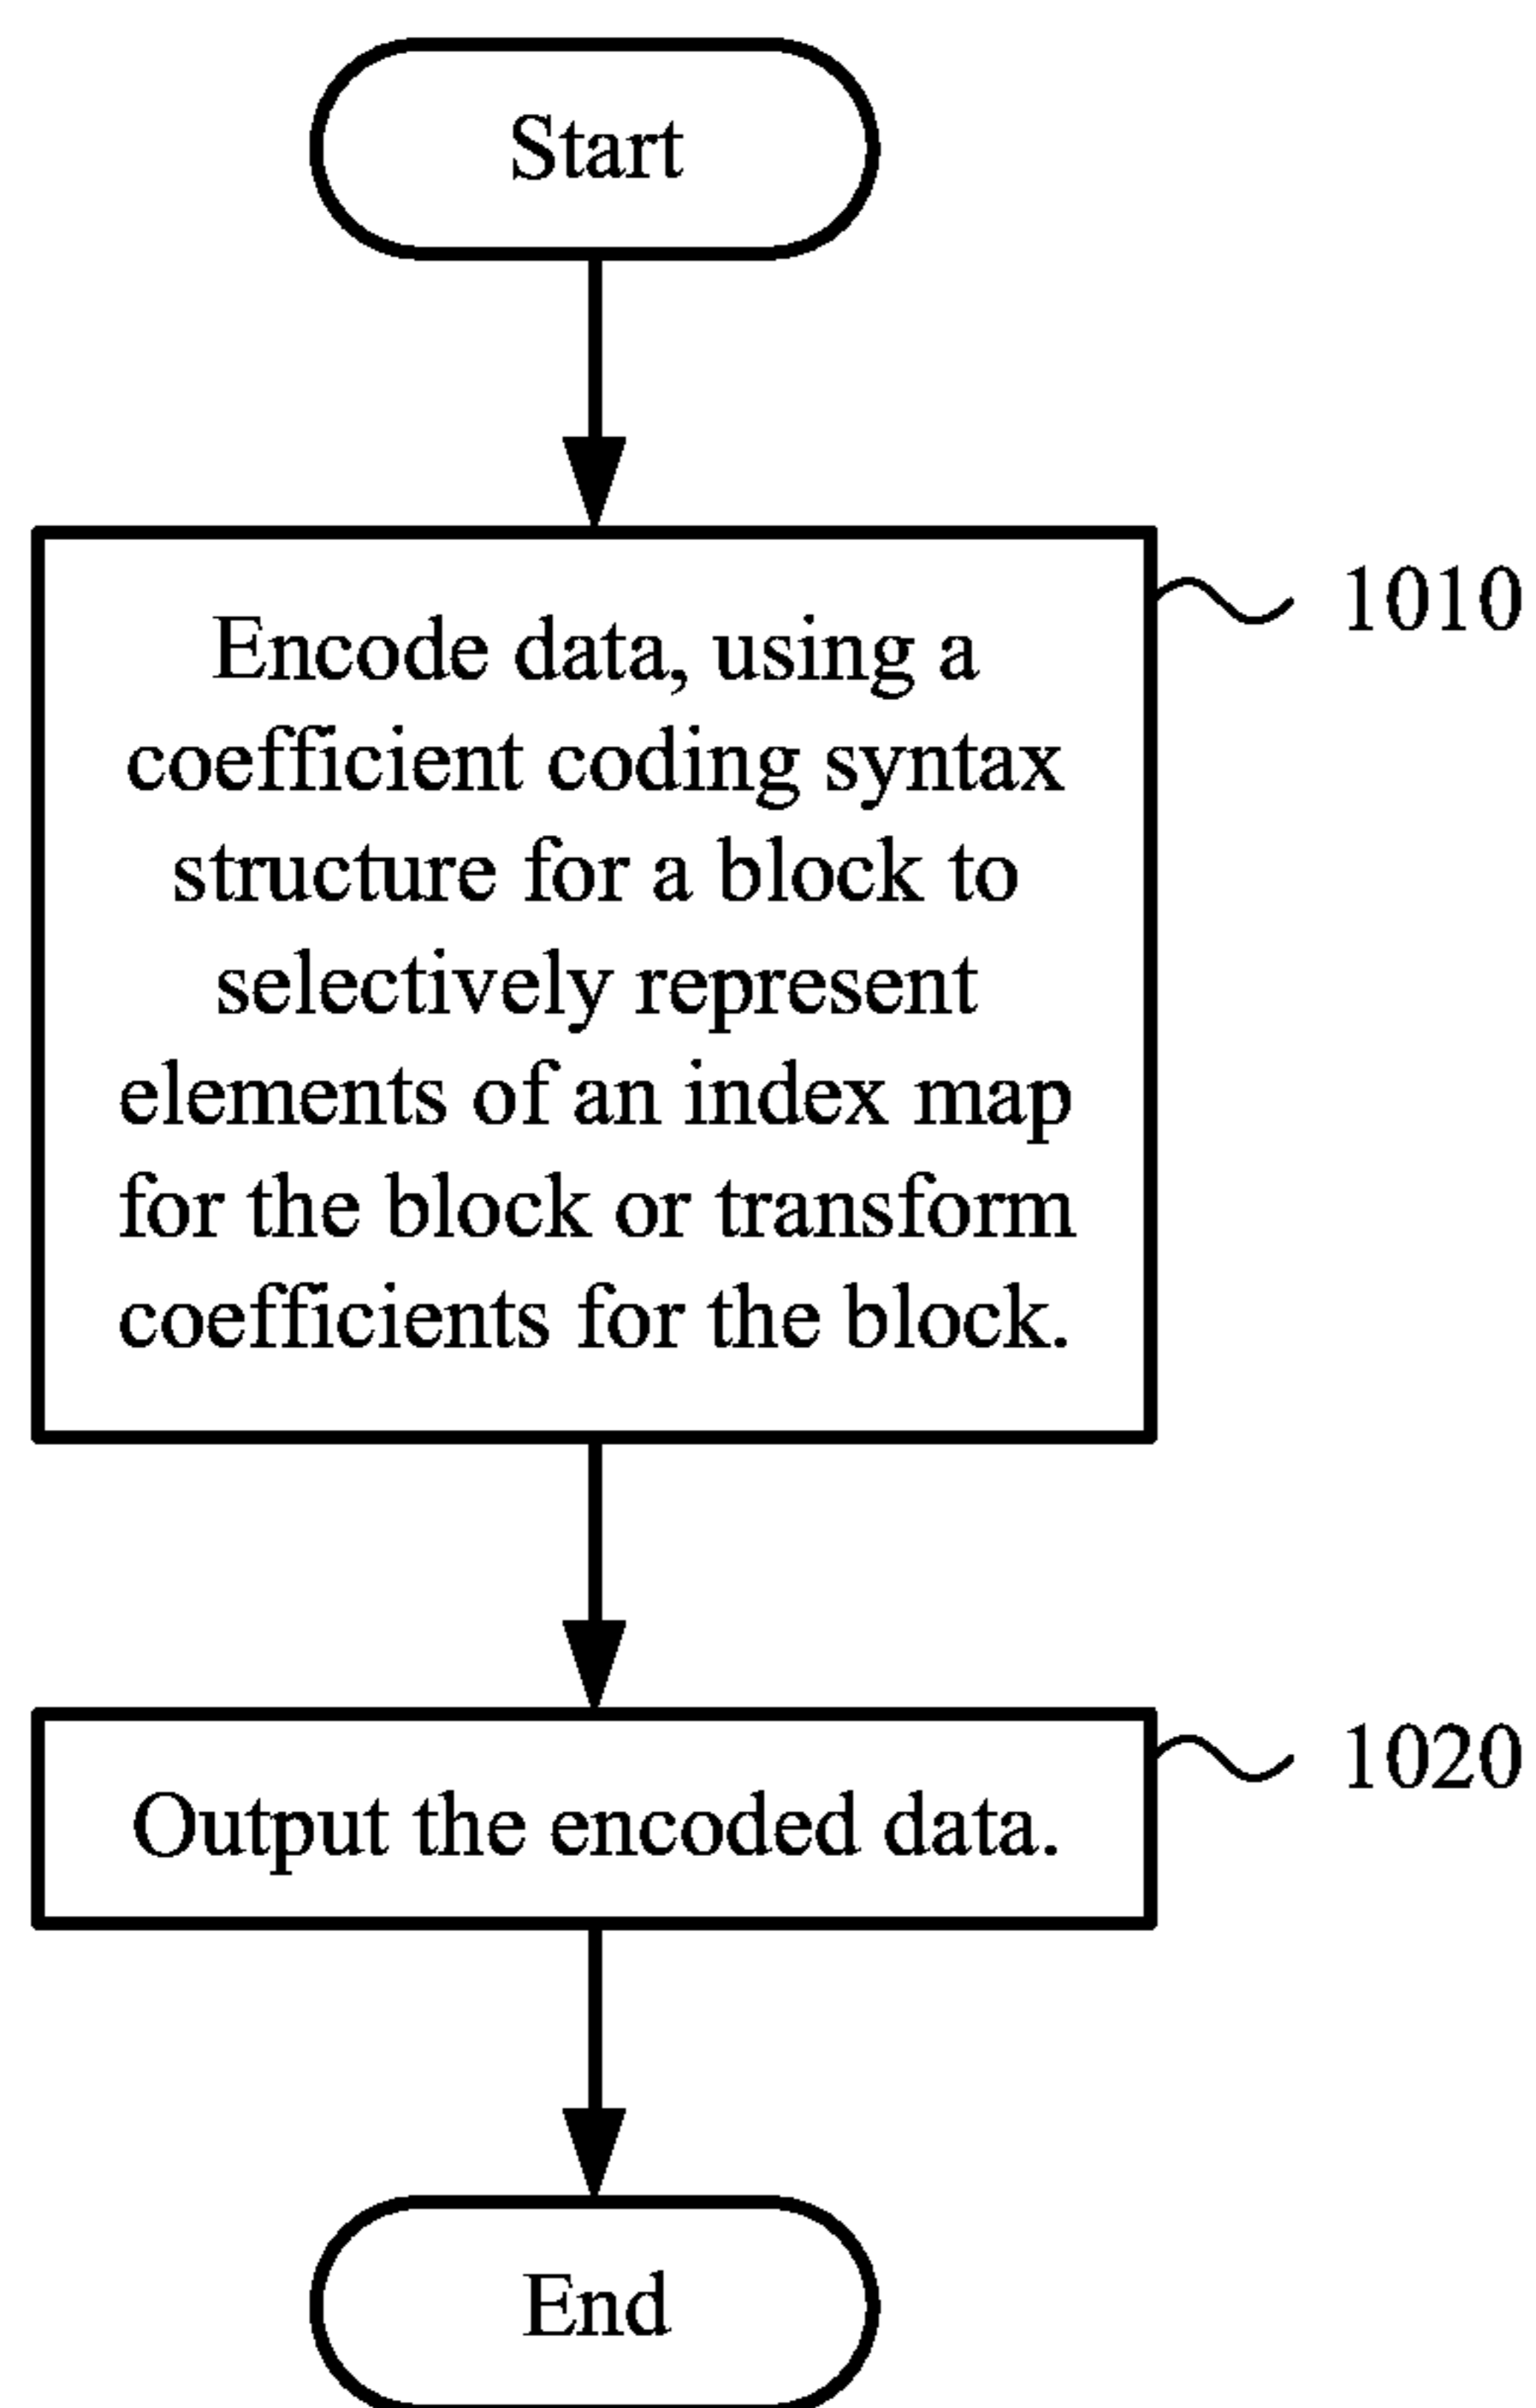 Start
1010
Encode data, using a
coefficient coding syntax
structure for a block to
selectively represent
elements of an index map
for the block or transform
coefficients for the block.
1020
Output the encoded data.
End